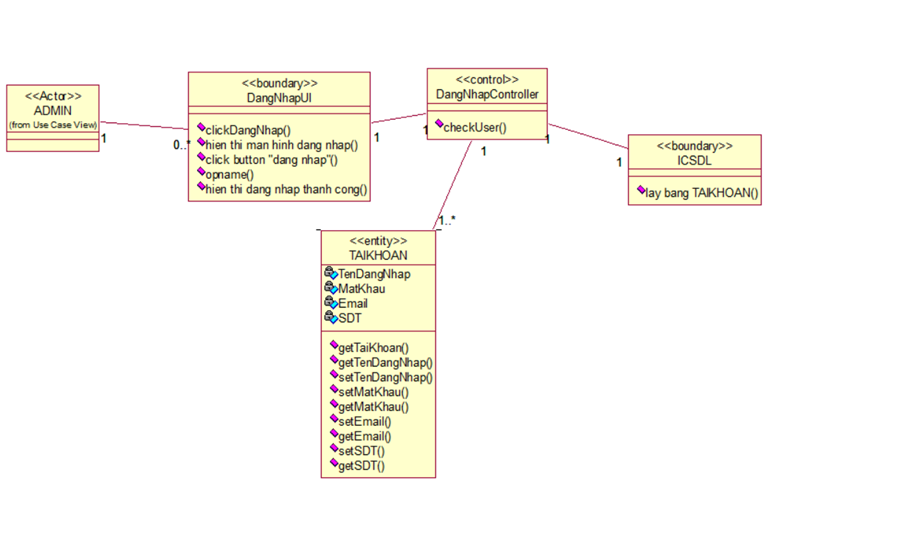 <<Actor>>
ADMIN
(from Use Case View)
1
0..*
<<boundary>>
DangNhapUI
clickDangNhap()
hien thi man hinh dang nhap()
click button "dang nhap"()
opname()
hien thi dang nhap thanh cong()
1
1
<<control>>
DangNhapController
checkUser()
1
1
<<boundary>>
ICSDL
lay bang TAIKHOAN()
1
1..*
<<entity>>
TAIKHOAN
TenDangNhap
MatKhau
Email
SDT
getTaiKhoan()
getTenDangNhap()
setTenDangNhap()
setMatKhau()
getMatKhau()
setEmail()
getEmail()
setSDT()
getSDT()